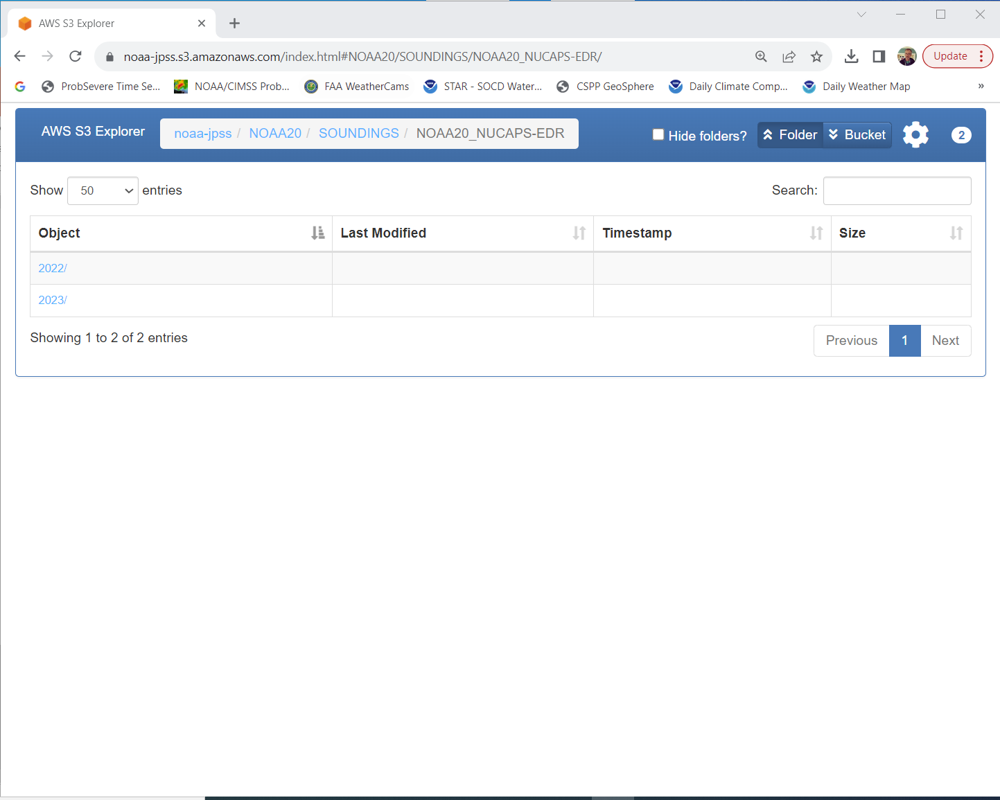 AWS S3 Explorer
noaa-jpss.s3.amazonaws.com/index.html#NOAA20/SOUNDINGS/NOAA20_NUCAPS-EDR/
Update
ProbSevere Time Se... NOAA/CIMSS Prob... FAA WeatherCams STAR - SOCD Water... CSPP GeoSphere Daily Climate Comp... Daily Weather Map »
AWS S3 Explorer noaa-jpss / NOAA20 / SOUNDINGS / NOAA20_NUCAPS-EDR Hide folders? Folder Bucket 2
Show 50 entries Search:
Object Last Modified Timestamp Size
2022/
2023/
Showing 1 to 2 of 2 entries Previous 1 Next